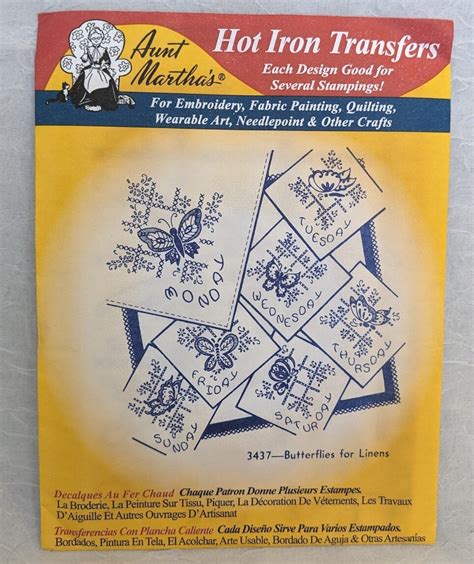 Aunt
Martha's®
Hot Iron Transfers
Each Design Good for
Several Stampings!
For Embroidery, Fabric Painting, Quilting,
Wearable Art, Needlepoint & Other Crafts
MONDAY
TUESDAY
WEDNESDAY
THURSDAY
FRIDAY
SATURDAY
SUNDAY
3437—Butterflies for Linens
Decalques Au Fer Chaud Chaque Patron Donne Plusieurs Estampes.
La Broderie, La Peinture Sur Tissu, Piquer, La Décoration De Vétements, Les Travaux
D'Aiguille Et Autres Ouvrages D'Artisanat
Transferencias Con Plancha Caliente Cada Diseño Sirve Para Varios Estampados.
Bordados, Pintura En Tela, El Acolchar, Arte Usable, Bordado De Aguja & Otras Artesanías